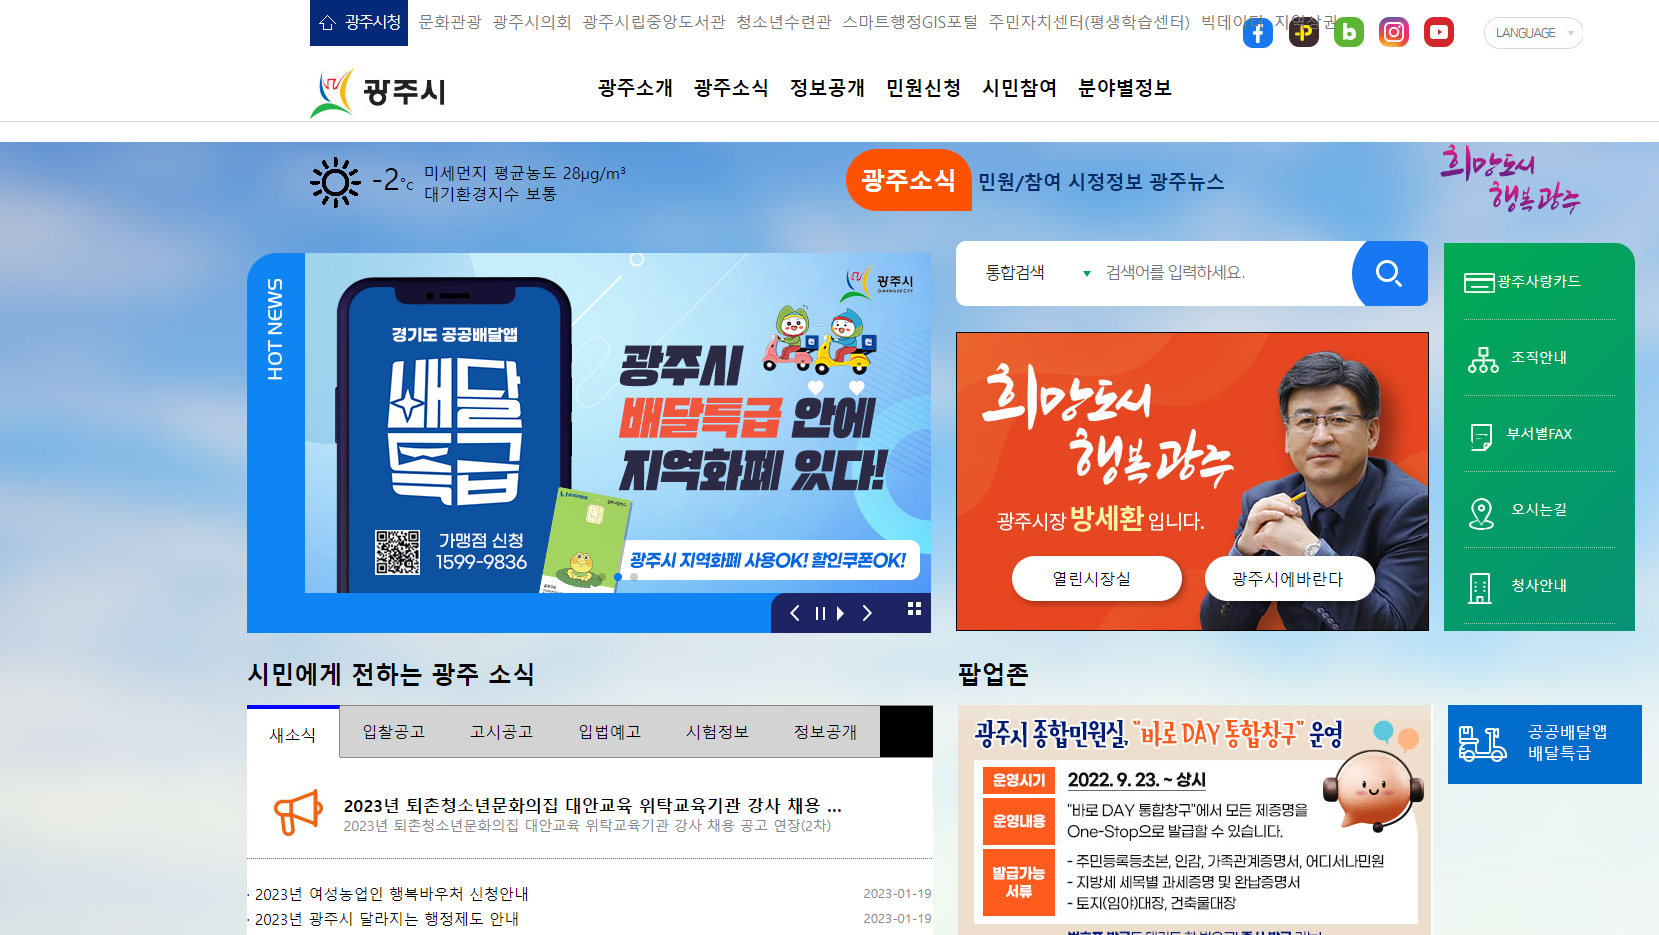 광주시청 문화관광 광주시의회 광주시립중앙도서관 청소년수련관 스마트행정GIS포털 주민자치센터(평생학습센터) 빅데이터 지역상권
LANGUAGE
광주시
광주소개 광주소식 정보공개 민원신청 시민참여 분야별정보
-2°c
미세먼지 평균농도 28μg/m³
대기환경지수 보통
광주소식 민원/참여 시정정보 광주뉴스
희망도시
행복광주
HOT NEWS
경기도 공공배달앱
배달
특급
가맹점 신청
1599-9836
광주시
GWANGJU CITY
광주시
배달특급 안에
지역화폐 있다!
광주시 지역화폐 사용OK! 할인쿠폰OK!
통합검색 검색어를 입력하세요.
희망도시
행복광주
광주시장 방세환 입니다.
열린시장실 광주시에바란다
광주사랑카드
조직안내
부서별FAX
오시는길
청사안내
시민에게 전하는 광주 소식
새소식 입찰공고 고시공고 입법예고 시험정보 정보공개
2023년 퇴촌청소년문화의집 대안교육 위탁교육기관 강사 채용 ...
2023년 퇴촌청소년문화의집 대안교육 위탁교육기관 강사 채용 공고 연장(2차)
· 2023년 여성농업인 행복바우처 신청안내 2023-01-19
· 2023년 광주시 달라지는 행정제도 안내 2023-01-19
팝업존
광주시 종합민원실, "바로 DAY 통합창구" 운영
운영시기 2022. 9. 23. ~ 상시
운영내용 "바로 DAY 통합창구"에서 모든 제증명을
One-Stop으로 발급할 수 있습니다.
발급가능
서류
- 주민등록등초본, 인감, 가족관계증명서, 어디서나민원
- 지방세 세목별 과세증명 및 완납증명서
- 토지(임야)대장, 건축물대장
공공배달앱
배달특급